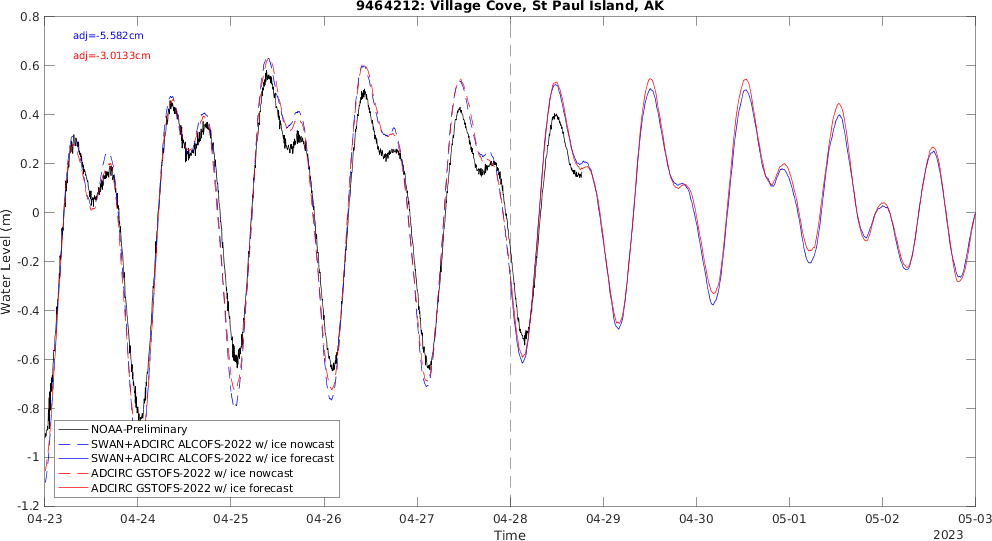 9464212: Village Cove, St Paul Island, AK
adj=-5.582cm
adj=-3.0133cm
Water Level (m)
0.8
0.6
0.4
0.2
0
-0.2
-0.4
-0.6
-0.8
-1
-1.2
NOAA-Preliminary
SWAN+ADCIRC ALCOFS-2022 w/ ice nowcast
SWAN+ADCIRC ALCOFS-2022 w/ ice forecast
ADCIRC GSTOFS-2022 w/ ice nowcast
ADCIRC GSTOFS-2022 w/ ice forecast
04-23 04-24 04-25 04-26 04-27 04-28 04-29 04-30 05-01 05-02 05-03
Time
2023